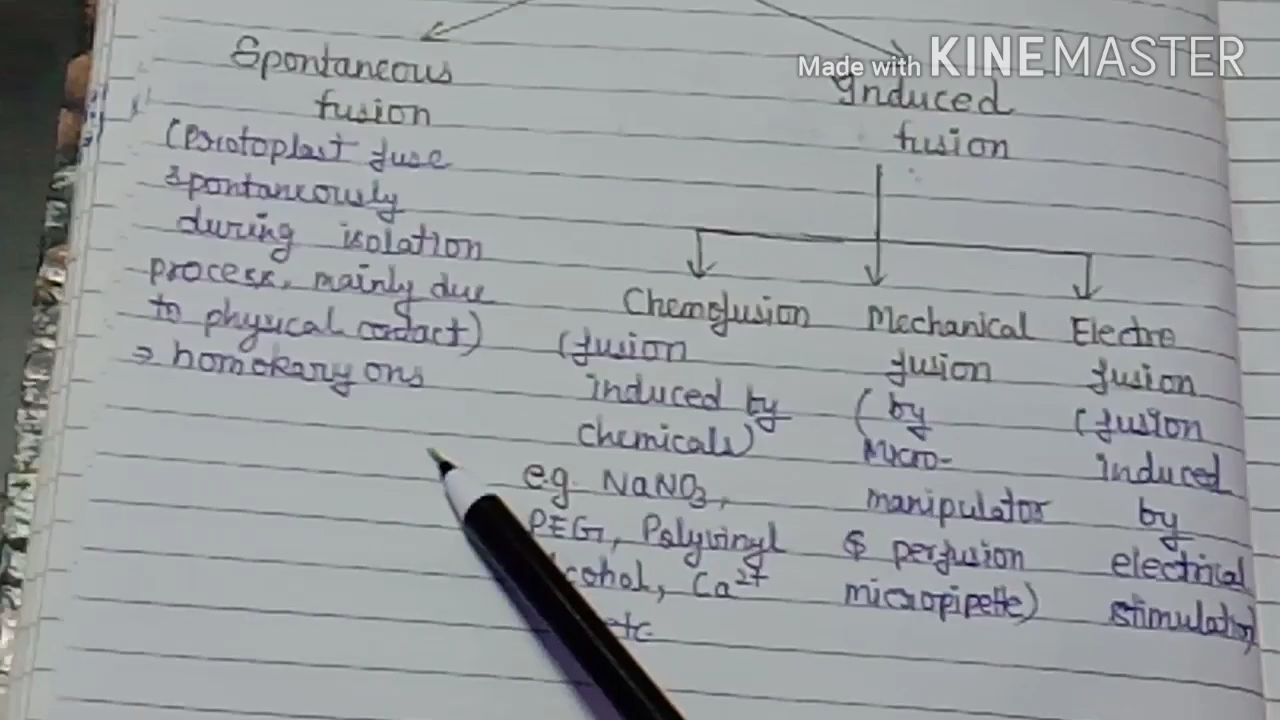 Spontaneous
fusion
(Protoplast fuse
spontaneously
during isolation
process, mainly due
to physical contact)
⇒ homokaryons
Made with KINEMASTER
Induced
fusion
Chemofusion
(fusion
induced by
chemicals)
e.g. NaNO3,
PEG, Polyvinyl
cohol, Ca2+
etc
Mechanical
fusion
(by
Micro-
manipulator
& perfusion
micropipette)
Electro
fusion
(fusion
induced
by
electrical
stimulation)